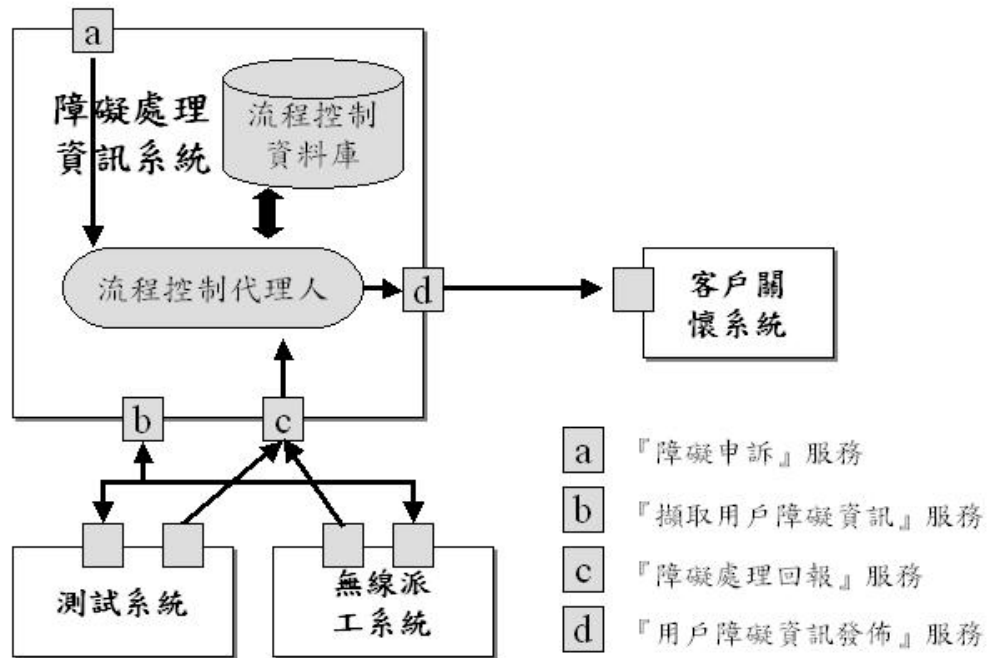 a
障礙處理
資訊系統
流程控制
資料庫
流程控制代理人
d
客戶關
懷系統
b
c
測試系統
無線派
工系統
a 『障礙申訴』服務
b 『擷取用戶障礙資訊』服務
c 『障礙處理回報』服務
d 『用戶障礙資訊發佈』服務